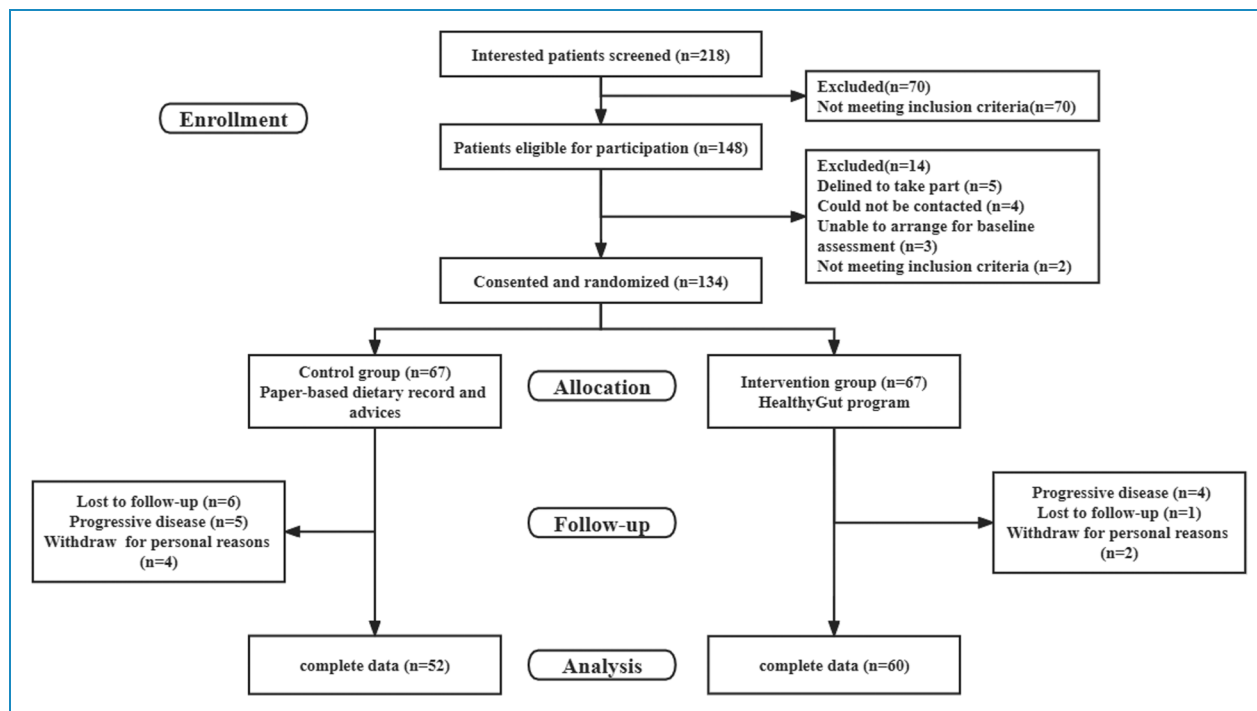 Interested patients screened (n=218)
Excluded(n=70)
Not meeting inclusion criteria(n=70)
Enrollment
Patients eligible for participation (n=148)
Excluded(n=14)
Delined to take part (n=5)
Could not be contacted (n=4)
Unable to arrange for baseline
assessment (n=3)
Not meeting inclusion criteria (n=2)
Consented and randomized (n=134)
Control group (n=67)
Paper-based dietary record and
advices
Allocation
Intervention group (n=67)
HealthyGut program
Lost to follow-up (n=6)
Progressive disease (n=5)
Withdraw for personal reasons
(n=4)
Follow-up
Progressive disease (n=4)
Lost to follow-up (n=1)
Withdraw for personal reasons
(n=2)
complete data (n=52)
Analysis
complete data (n=60)